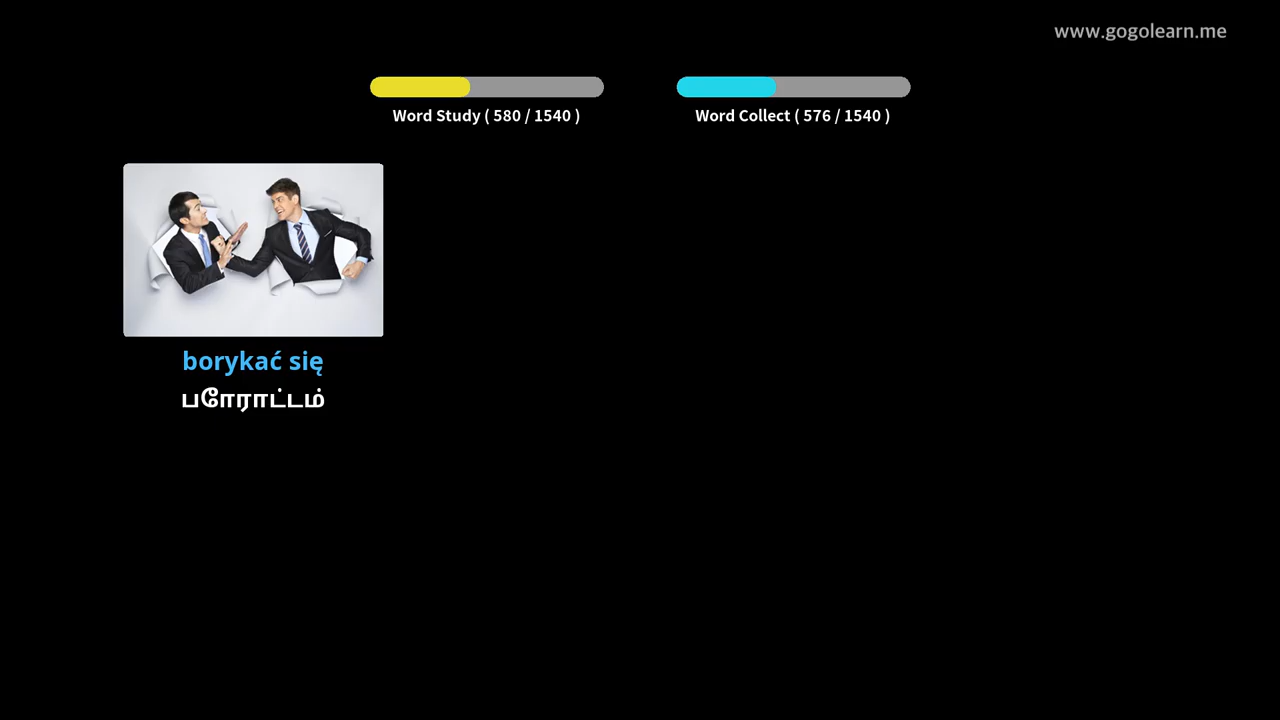 www.gogolearn.me
Word Study ( 580 / 1540 )
Word Collect ( 576 / 1540 )
borykać się
போராட்டம்